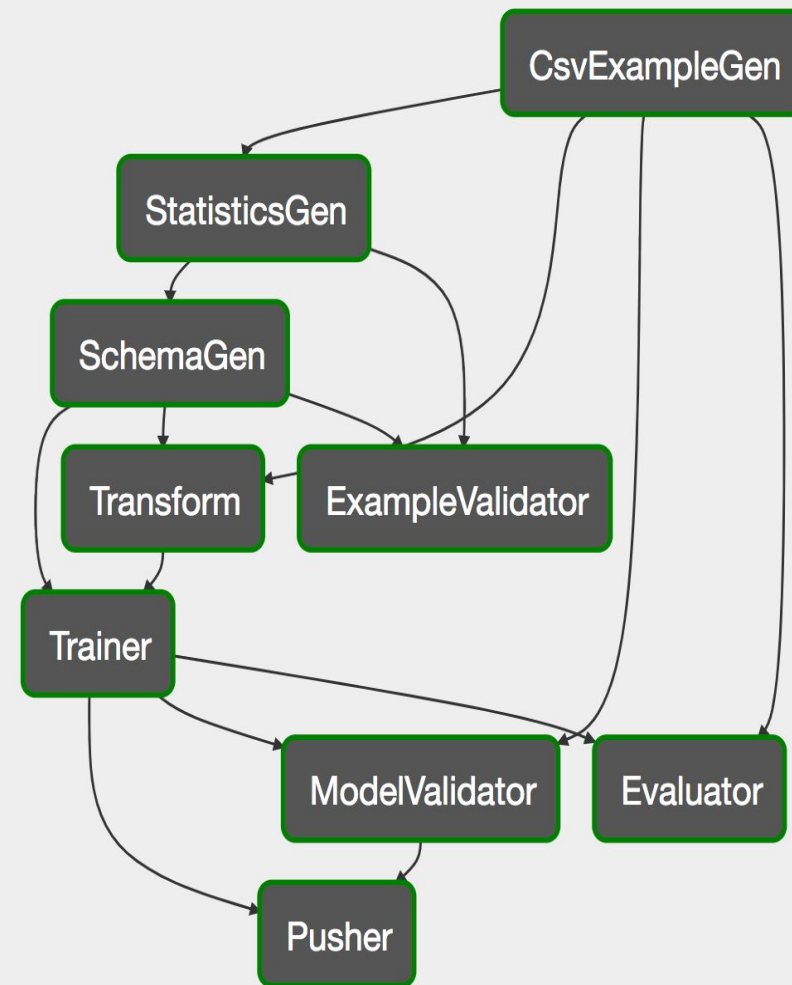 CsvExampleGen
StatisticsGen
SchemaGen
Transform
ExampleValidator
Trainer
ModelValidator
Evaluator
Pusher